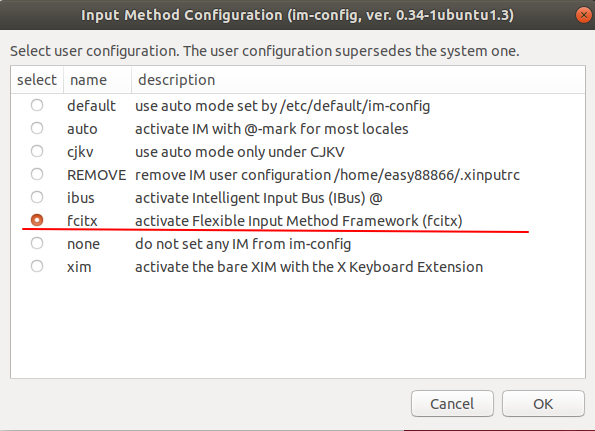 Input Method Configuration (im-config, ver. 0.34-1ubuntu1.3)
Select user configuration. The user configuration supersedes the system one.
select name description
default use auto mode set by /etc/default/im-config
auto activate IM with @-mark for most locales
cjkv use auto mode only under CJKV
REMOVE remove IM user configuration /home/easy88866/.xinputrc
ibus activate Intelligent Input Bus (IBus) @
fcitx activate Flexible Input Method Framework (fcitx)
none do not set any IM from im-config
xim activate the bare XIM with the X Keyboard Extension
Cancel OK